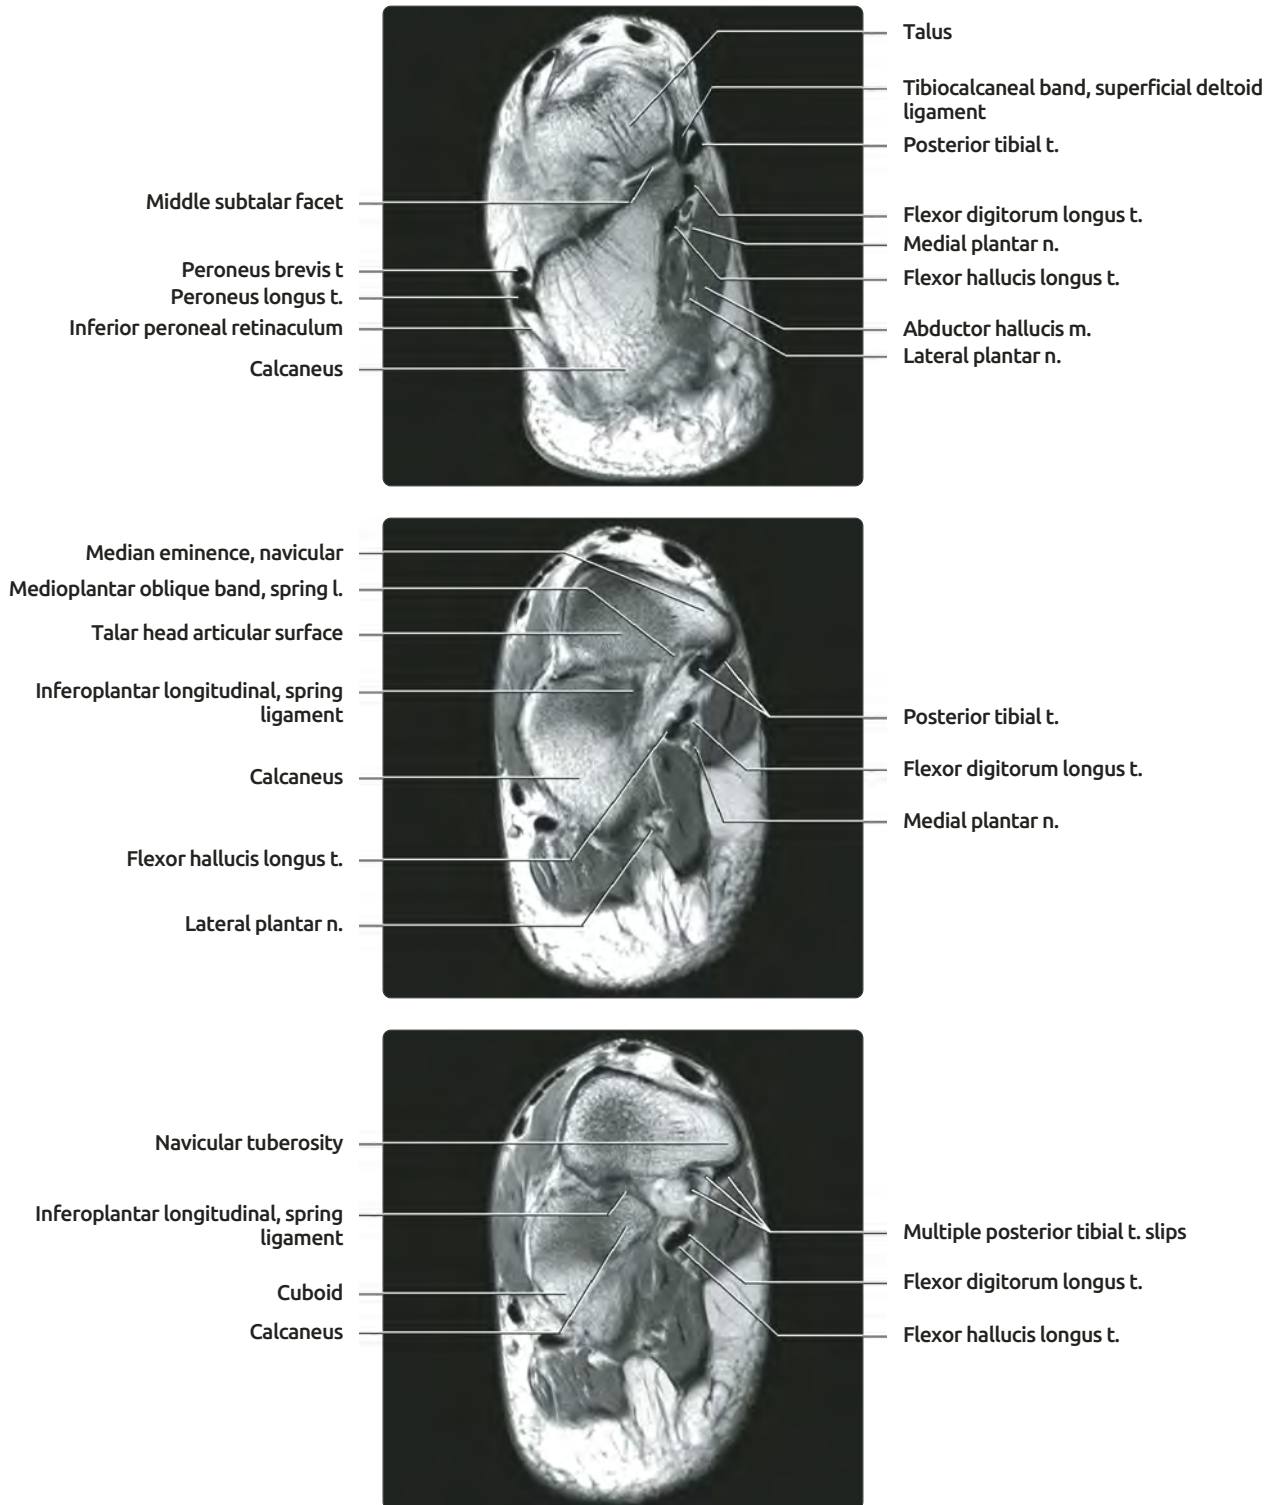 Talus
Tibiocalcaneal band, superficial deltoid
ligament
Posterior tibial t.
Middle subtalar facet
Flexor digitorum longus t.
Medial plantar n.
Peroneus brevis t
Flexor hallucis longus t.
Peroneus longus t.
Inferior peroneal retinaculum
Abductor hallucis m.
Lateral plantar n.
Calcaneus
Median eminence, navicular
Medioplantar oblique band, spring l.
Talar head articular surface
Inferoplantar longitudinal, spring
ligament
Posterior tibial t.
Calcaneus
Flexor digitorum longus t.
Medial plantar n.
Flexor hallucis longus t.
Lateral plantar n.
Navicular tuberosity
Inferoplantar longitudinal, spring
ligament
Multiple posterior tibial t. slips
Cuboid
Flexor digitorum longus t.
Calcaneus
Flexor hallucis longus t.